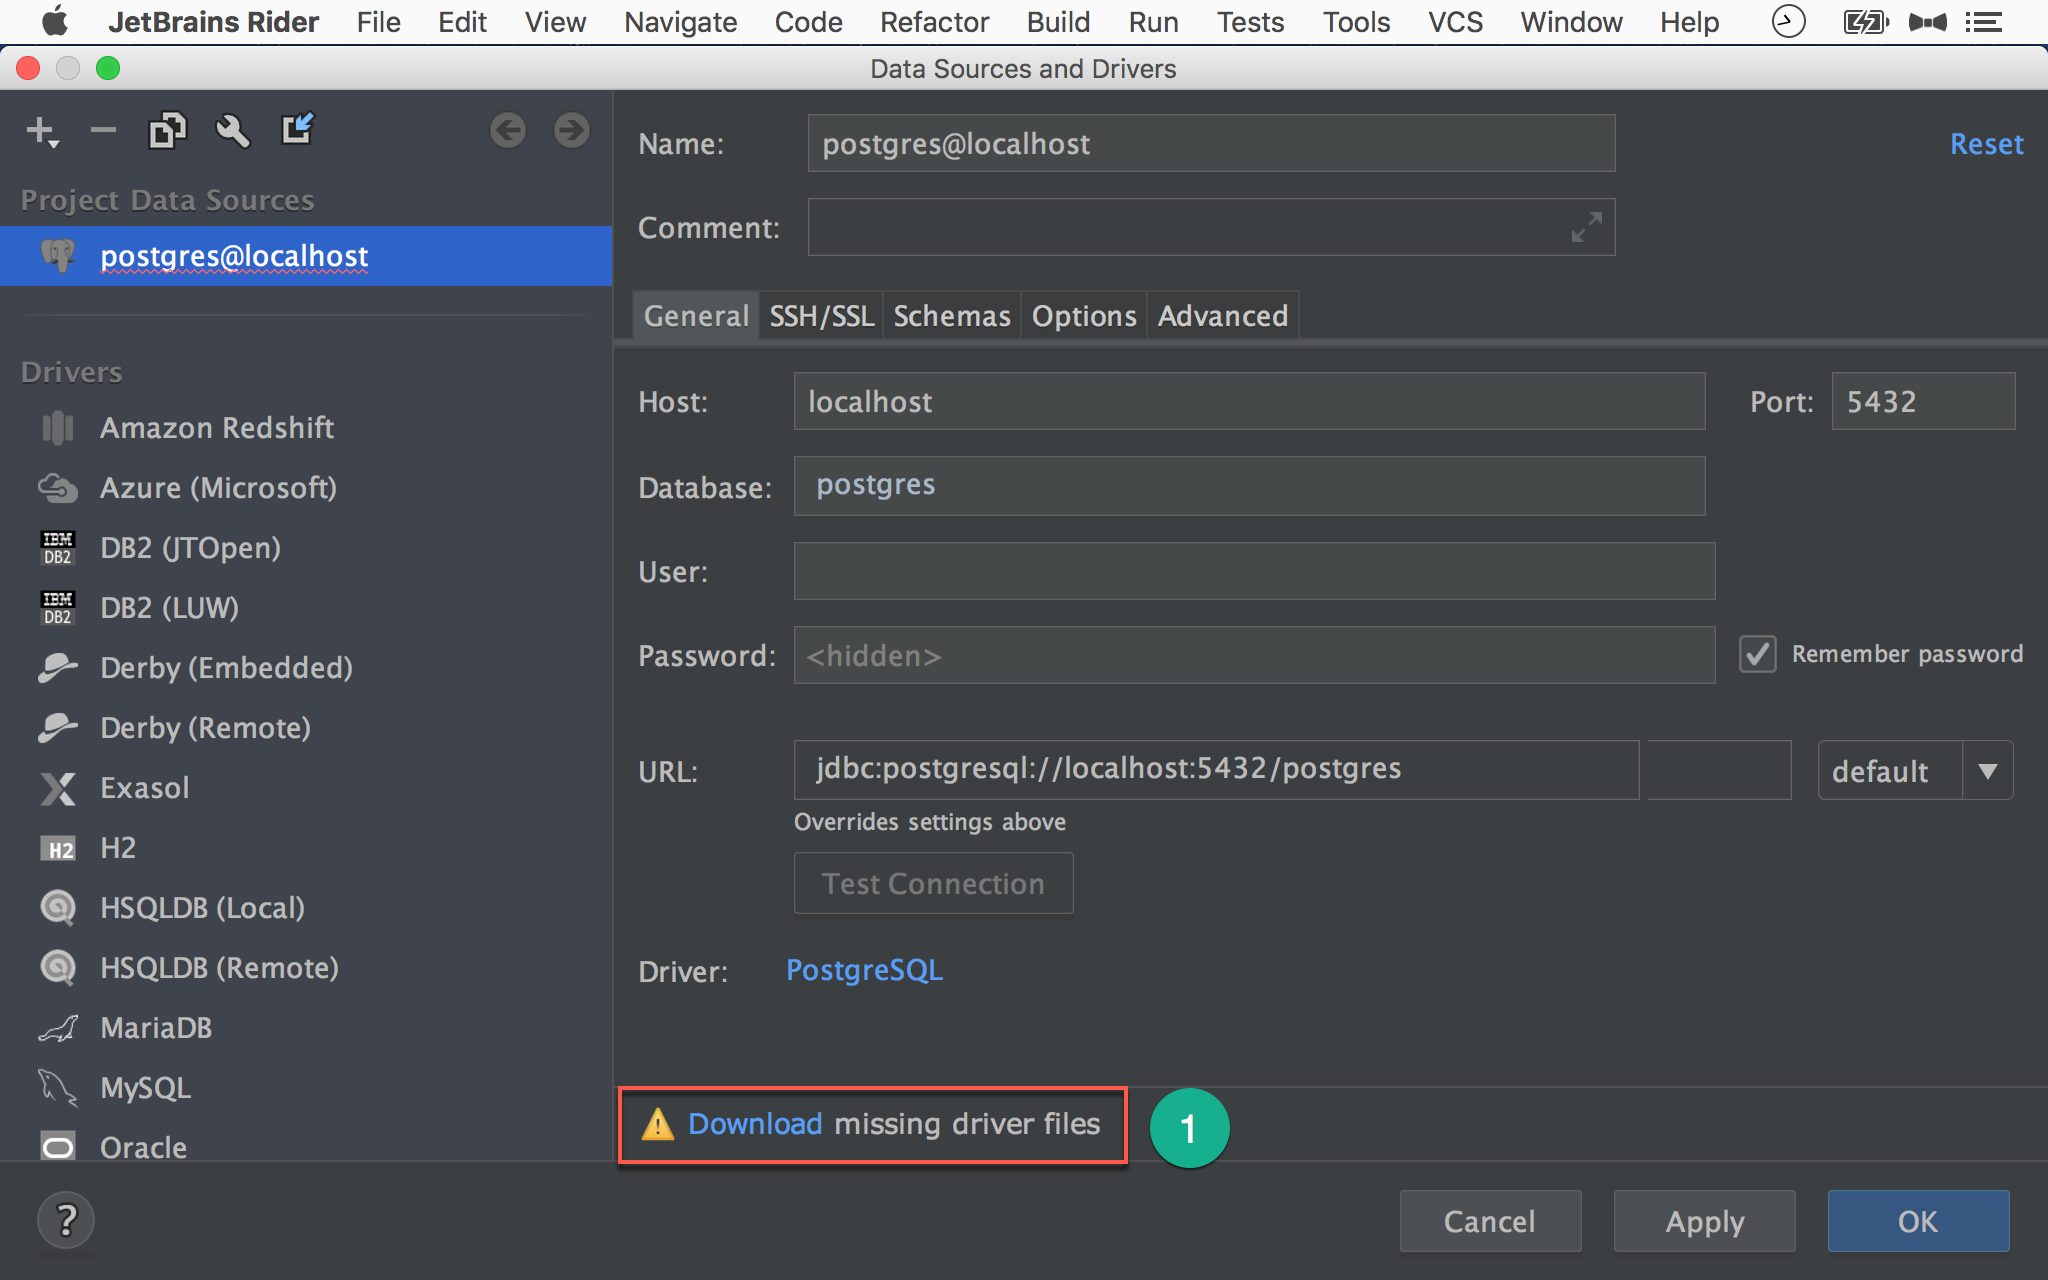 JetBrains Rider File Edit View Navigate Code Refactor Build Run Tests Tools VCS Window Help
Data Sources and Drivers
Project Data Sources
postgres@localhost
Drivers
Amazon Redshift
Azure (Microsoft)
IBM DB2 DB2 (JTOpen)
IBM DB2 DB2 (LUW)
Derby (Embedded)
Derby (Remote)
Exasol
H2 H2
HSQLDB (Local)
HSQLDB (Remote)
MariaDB
MySQL
Oracle
Name: postgres@localhost Reset
Comment:
General SSH/SSL Schemas Options Advanced
Host: localhost Port: 5432
Database: postgres
User:
Password: <hidden> Remember password
URL: jdbc:postgresql://localhost:5432/postgres default
Overrides settings above
Test Connection
Driver: PostgreSQL
Download missing driver files 1
? Cancel Apply OK